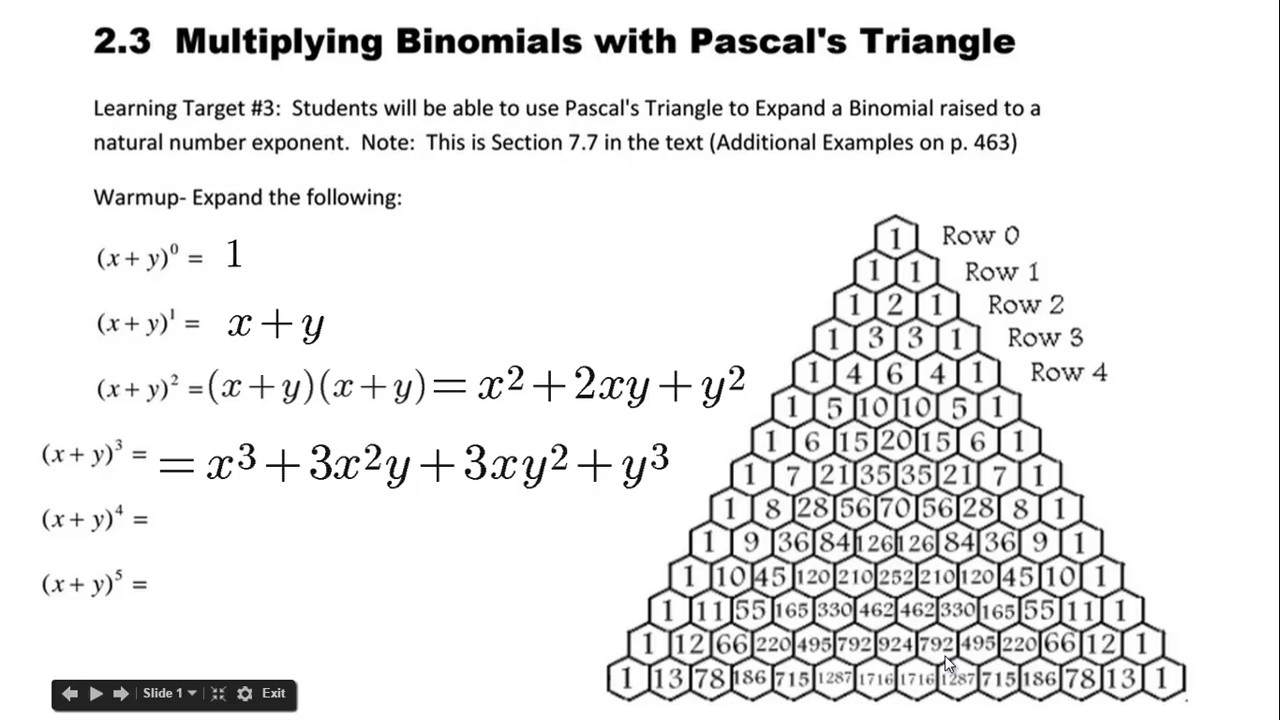 2.3 Multiplying Binomials with Pascal's Triangle
Learning Target #3: Students will be able to use Pascal's Triangle to Expand a Binomial raised to a
natural number exponent. Note: This is Section 7.7 in the text (Additional Examples on p. 463)
Warmup- Expand the following:
(x + y)⁰ = 1
(x + y)¹ = x + y
(x + y)² = (x + y)(x + y) = x² + 2xy + y²
(x + y)³ = = x³ + 3x²y + 3xy² + y³
(x + y)⁴ =
(x + y)⁵ =
1 Row 0
1 1 Row 1
1 2 1 Row 2
1 3 3 1 Row 3
1 4 6 4 1 Row 4
1 5 10 10 5 1
1 6 15 20 15 6 1
1 7 21 35 35 21 7 1
1 8 28 56 70 56 28 8 1
1 9 36 84 126 126 84 36 9 1
1 10 45 120 210 252 210 120 45 10 1
1 11 55 165 330 462 462 330 165 55 11 1
1 12 66 220 495 792 924 792 495 220 66 12 1
1 13 78 186 715 1287 1716 1716 1287 715 186 78 13 1
Slide 1 Exit